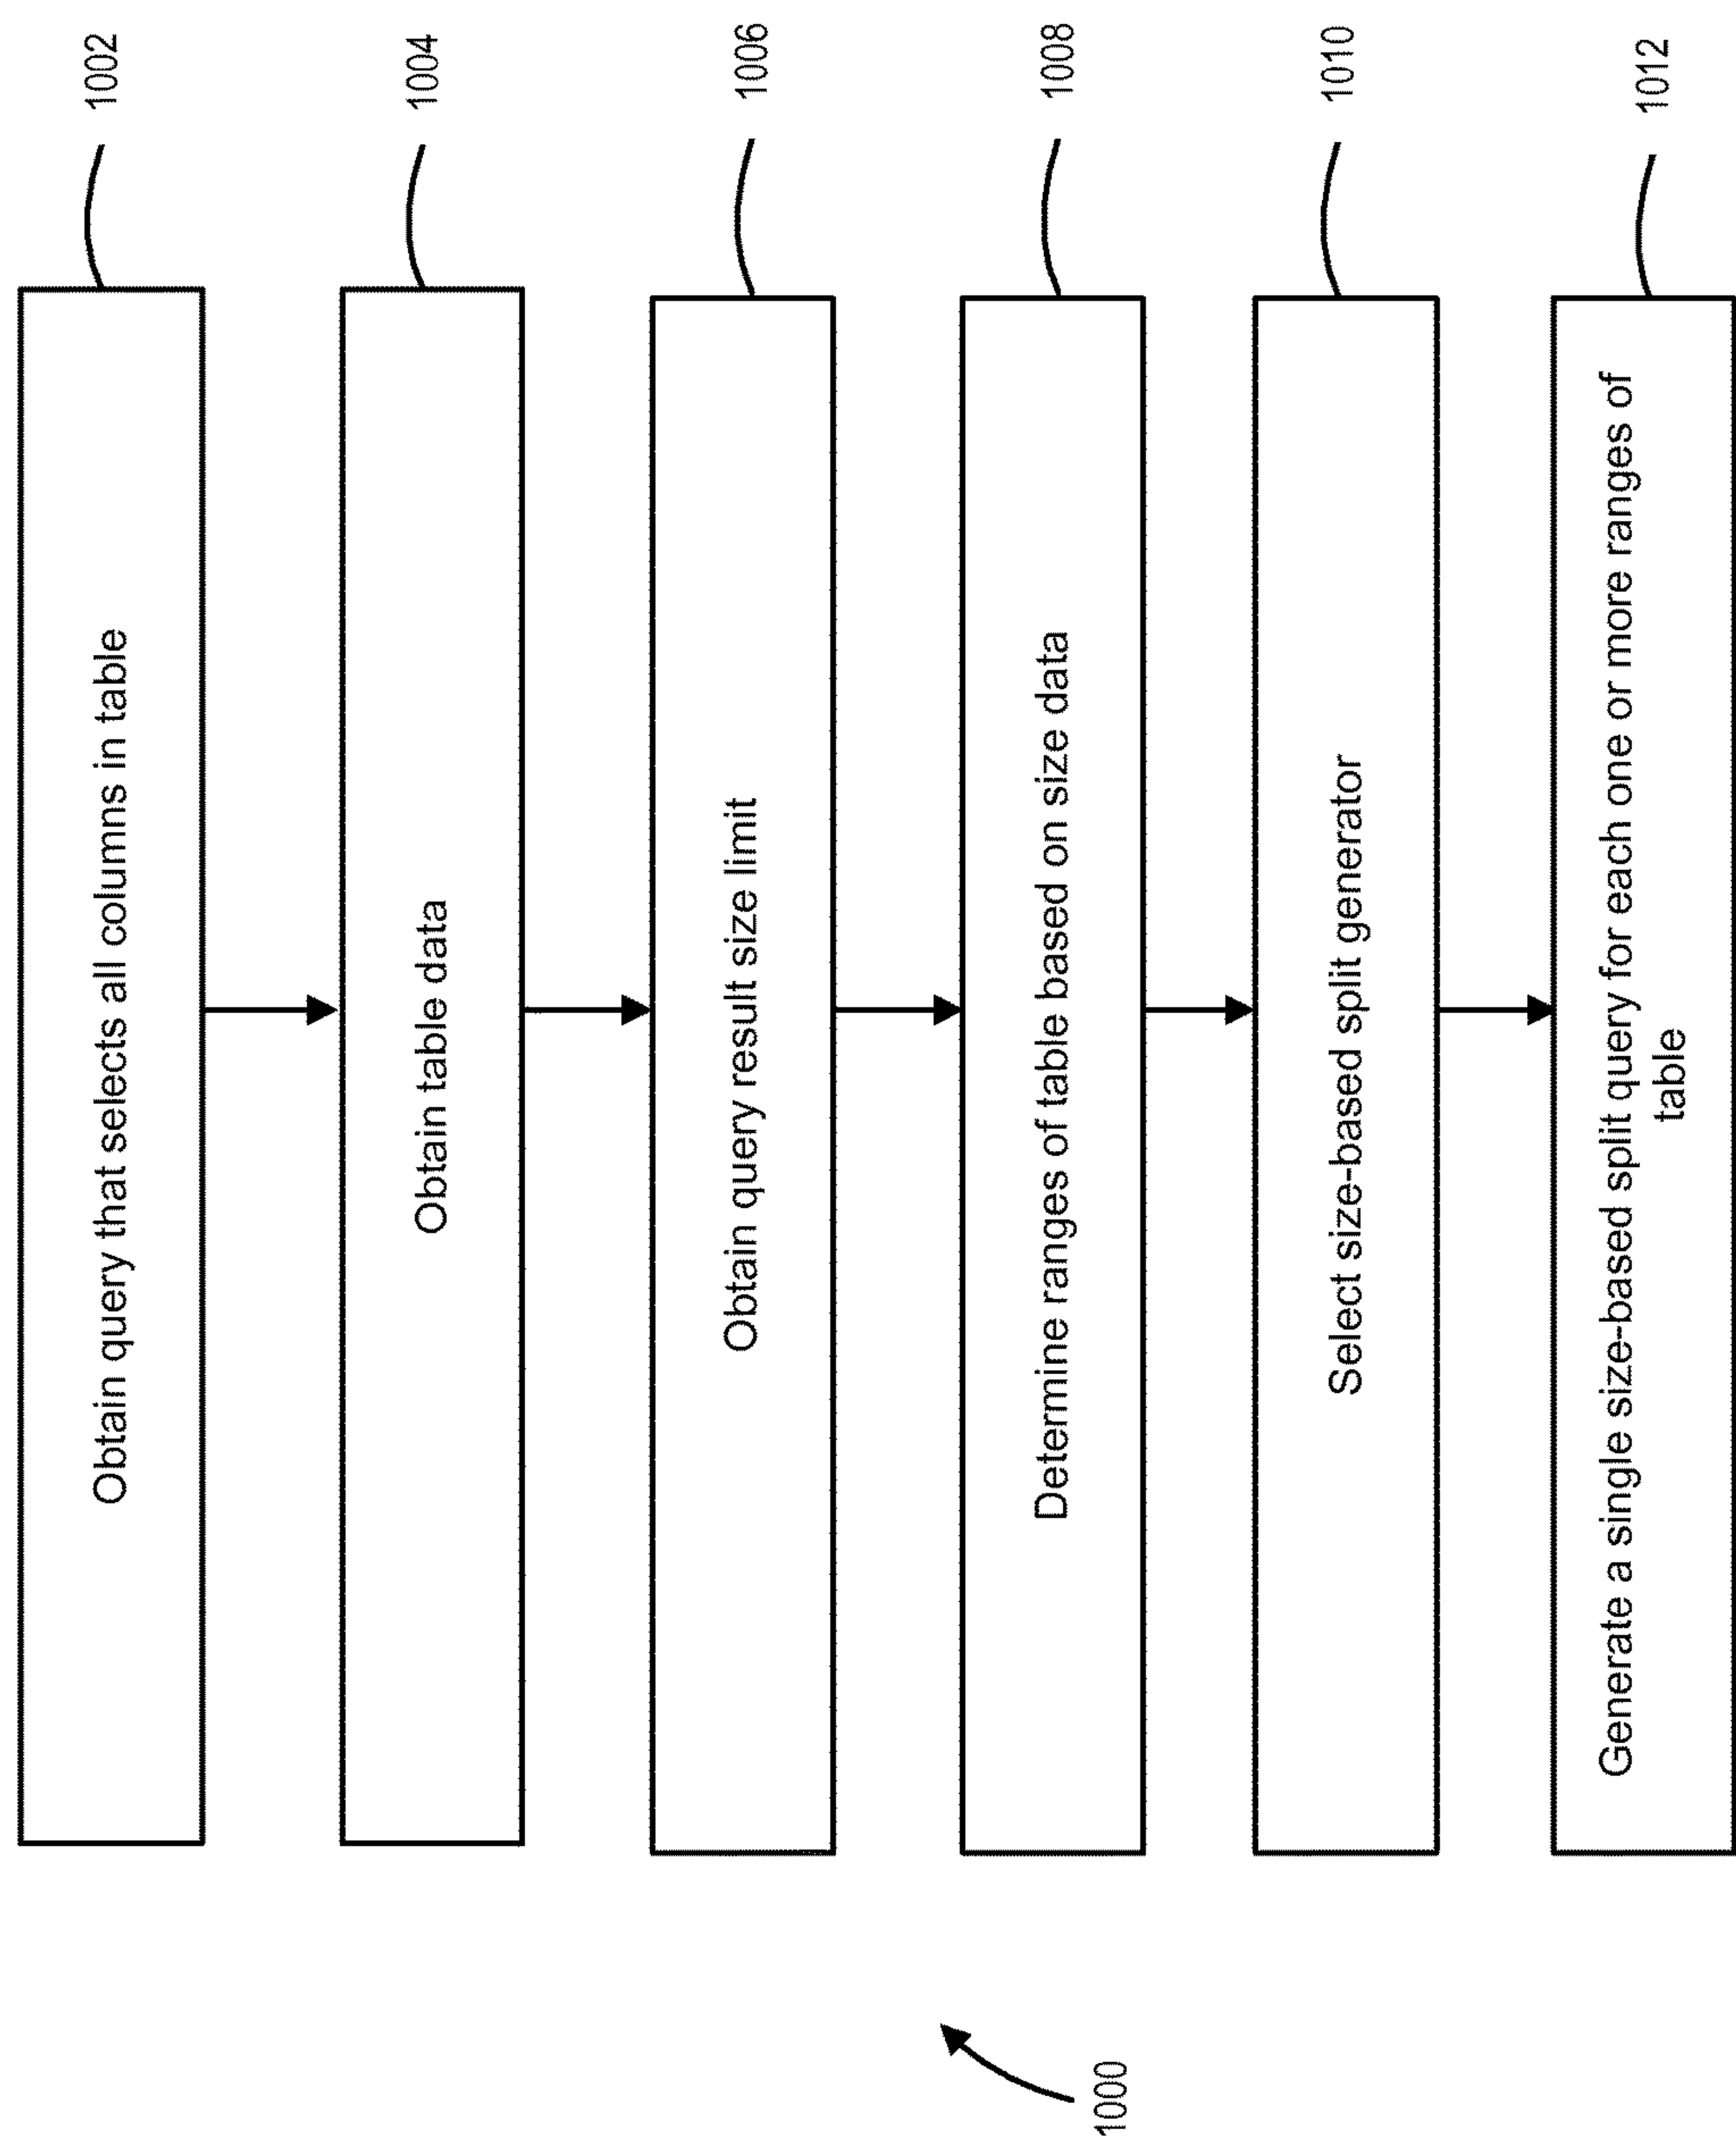 Obtain query that selects all columns in table
1002
Obtain table data
1004
Obtain query result size limit
1006
Determine ranges of table based on size data
1008
Select size-based split generator
1010
Generate a single size-based split query for each one or more ranges of
table
1012
1000